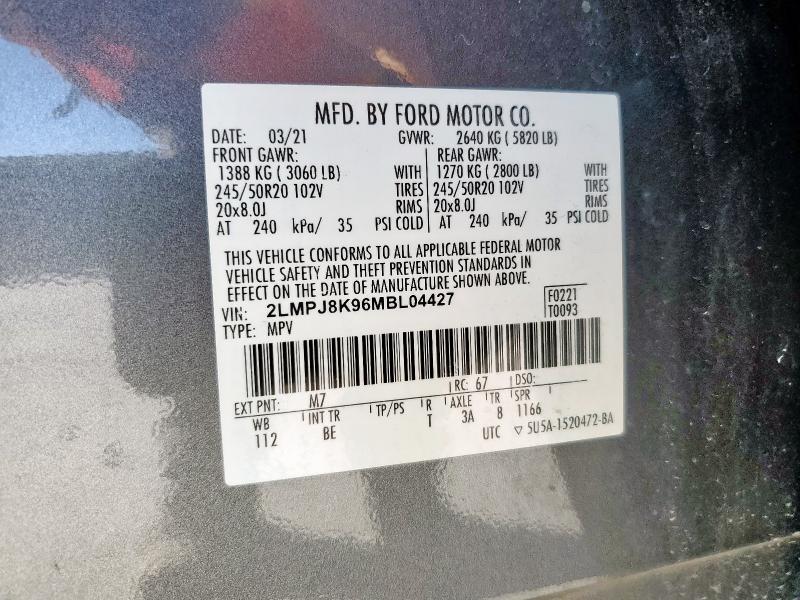 MFD. BY FORD MOTOR CO.
DATE: 03/21 GVWR: 2640 KG ( 5820 LB)
FRONT GAWR: REAR GAWR:
1388 KG ( 3060 LB) WITH 1270 KG ( 2800 LB) WITH
245/50R20 102V TIRES 245/50R20 102V TIRES
20x8.0J RIMS 20x8.0J RIMS
AT 240 kPa/ 35 PSI COLD AT 240 kPa/ 35 PSI COLD
THIS VEHICLE CONFORMS TO ALL APPLICABLE FEDERAL MOTOR
VEHICLE SAFETY AND THEFT PREVENTION STANDARDS IN
EFFECT ON THE DATE OF MANUFACTURE SHOWN ABOVE.
VIN: 2LMPJ8K96MBL04427 F0221
TYPE: MPV T0093
EXT PNT: M7 RC: 67 DSO:
WB INT TR TP/PS R AXLE TR SPR
112 BE T 3A 8 1166
UTC ▽ 5U5A-1520472-BA